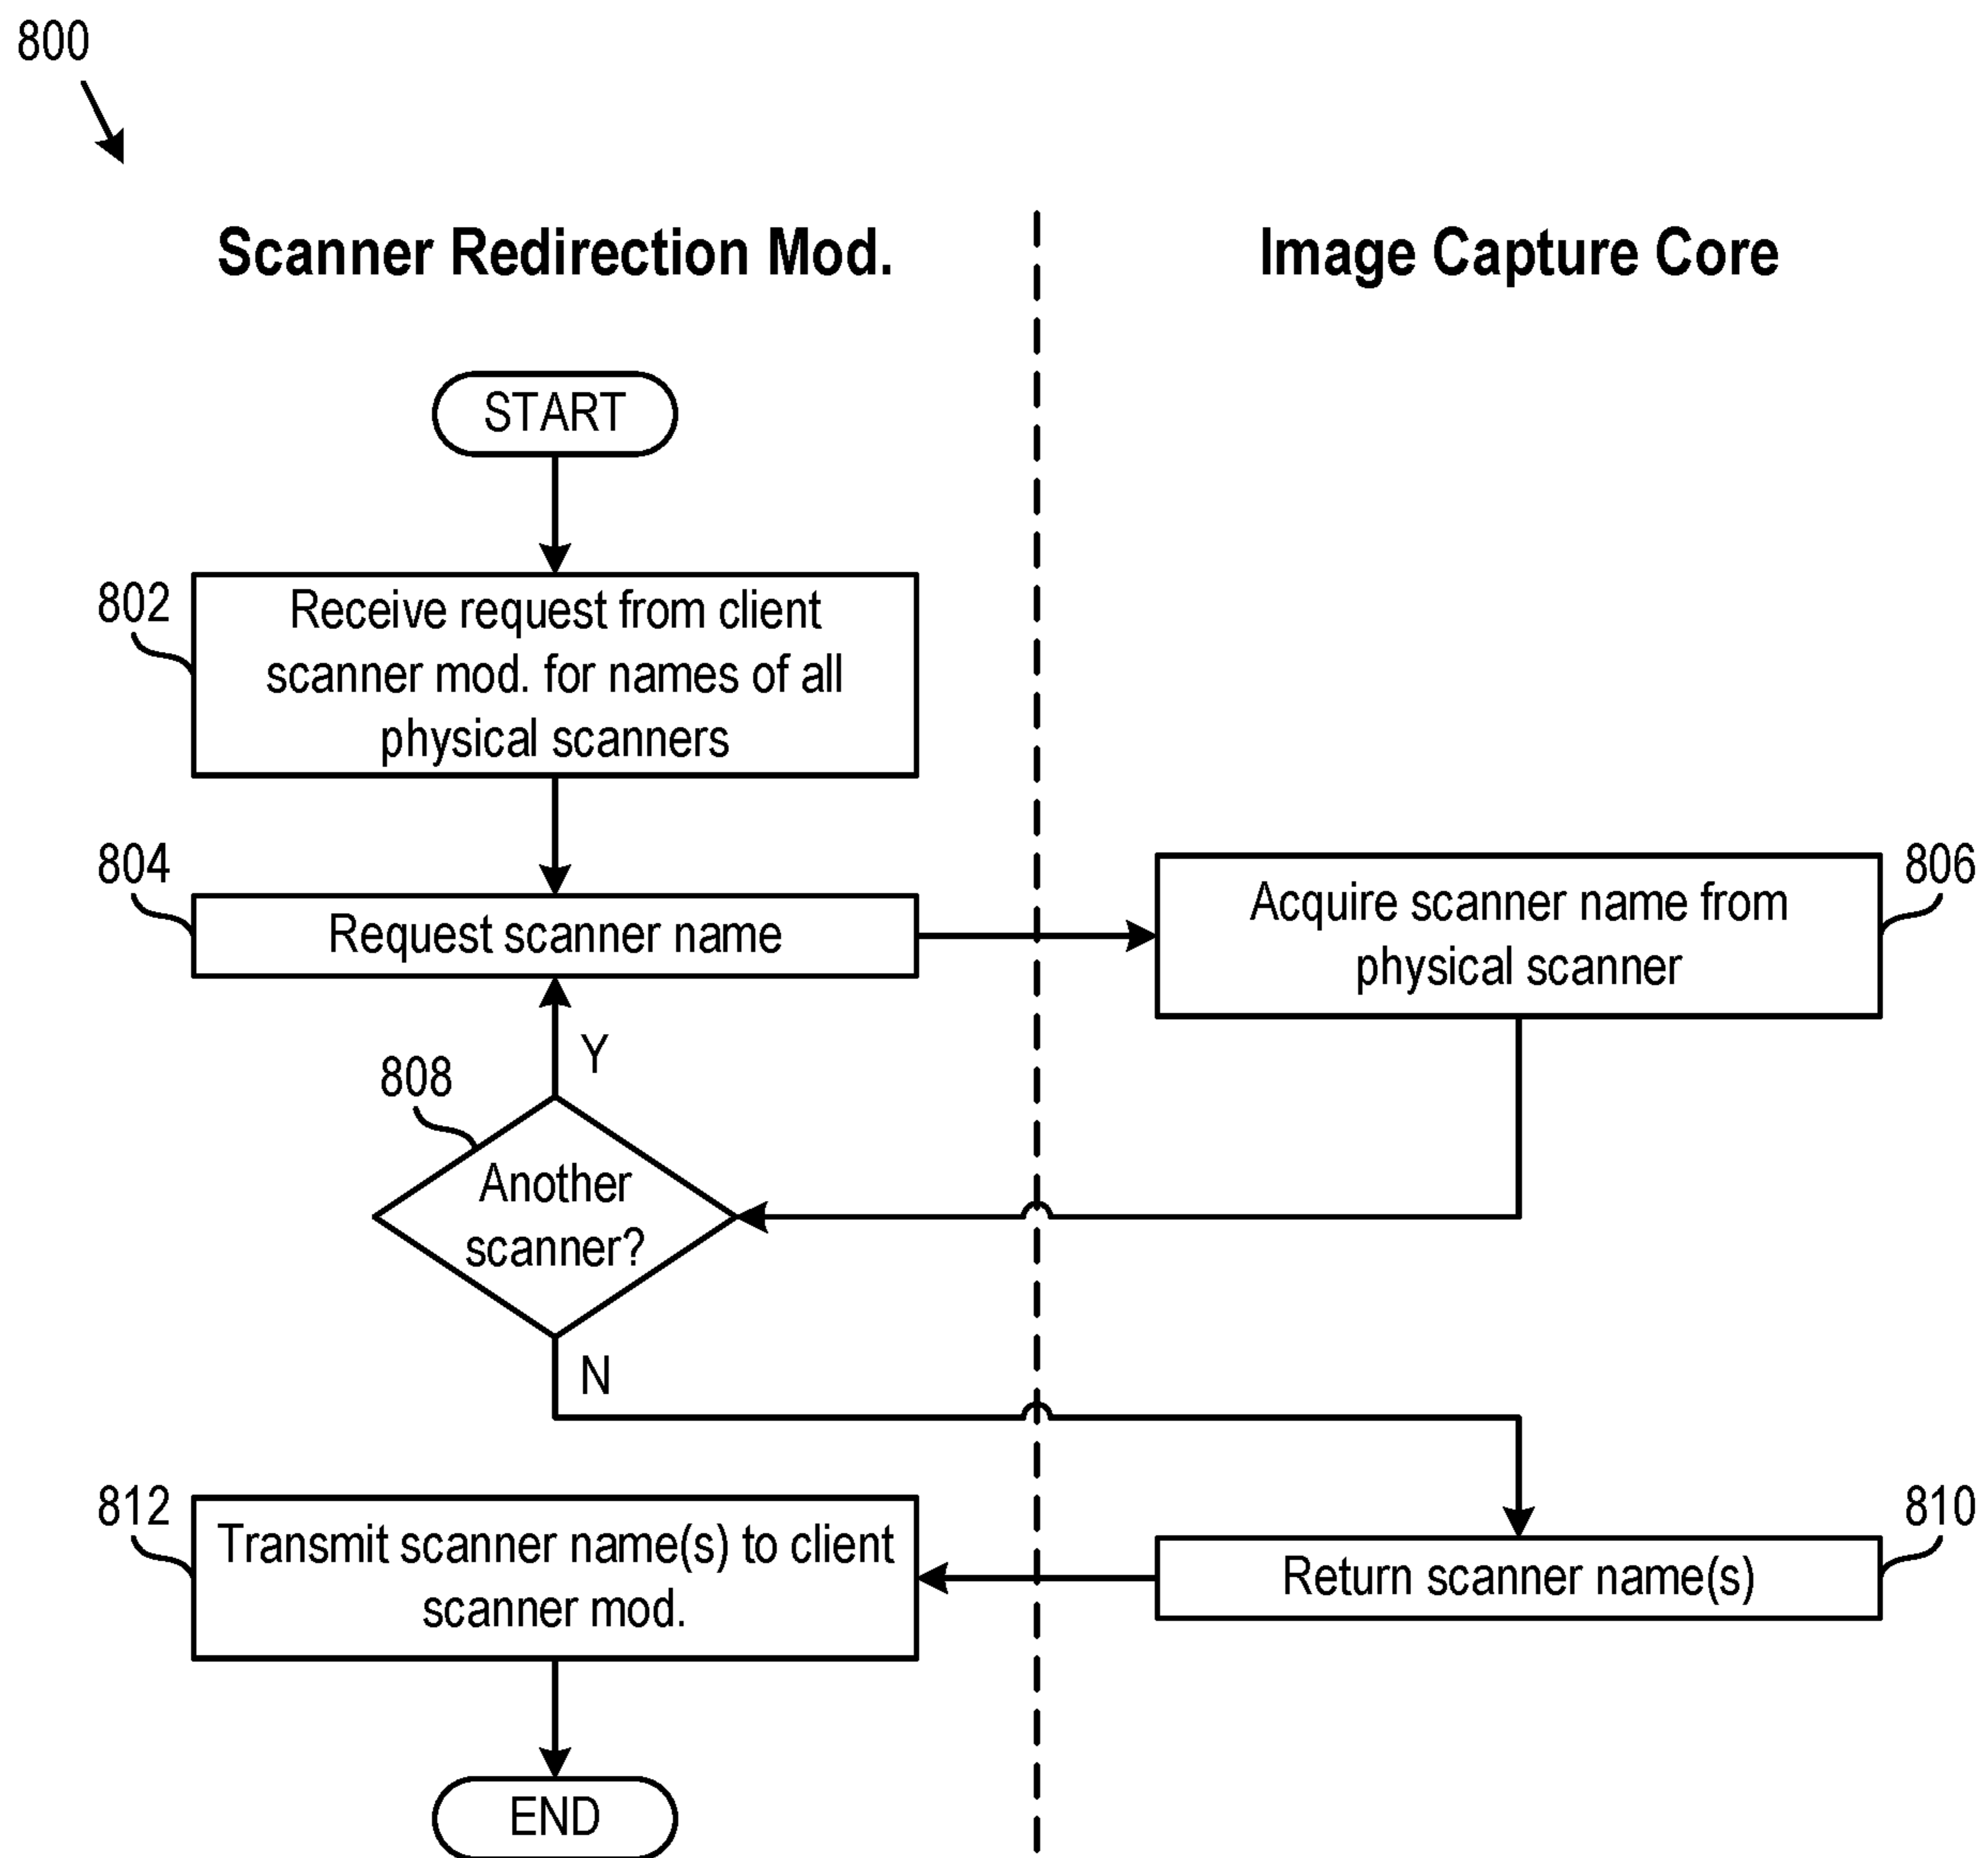 800
Scanner Redirection Mod.
Image Capture Core
START
802
Receive request from client
scanner mod. for names of all
physical scanners
804
Request scanner name
806
Acquire scanner name from
physical scanner
Y
808
Another
scanner?
N
812
Transmit scanner name(s) to client
scanner mod.
810
Return scanner name(s)
END